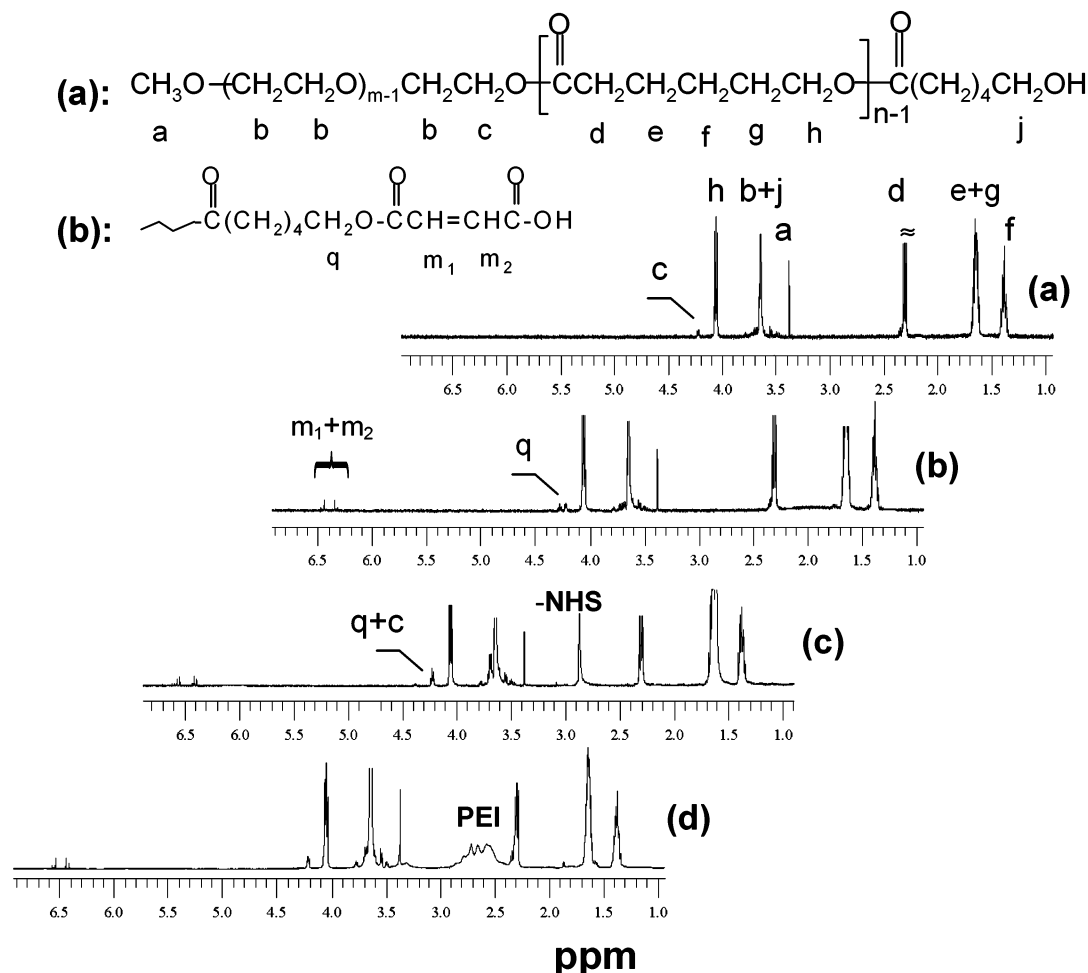 (a): CH3O-(CH2CH2O)m-1CH2CH2O[CCH2CH2CH2CH2CH2O]n-1C(CH2)4CH2OH
O O
a b b b c d e f g h j
(b): C(CH2)4CH2O-CCH=CHC-OH
O O O
q m1 m2
h b+j a d e+g f
≈
c
(a)
6.5 6.0 5.5 5.0 4.5 4.0 3.5 3.0 2.5 2.0 1.5 1.0
m1+m2
q
(b)
6.5 6.0 5.5 5.0 4.5 4.0 3.5 3.0 2.5 2.0 1.5 1.0
-NHS
q+c
(c)
6.5 6.0 5.5 5.0 4.5 4.0 3.5 3.0 2.5 2.0 1.5 1.0
PEI
(d)
6.5 6.0 5.5 5.0 4.5 4.0 3.5 3.0 2.5 2.0 1.5 1.0
ppm